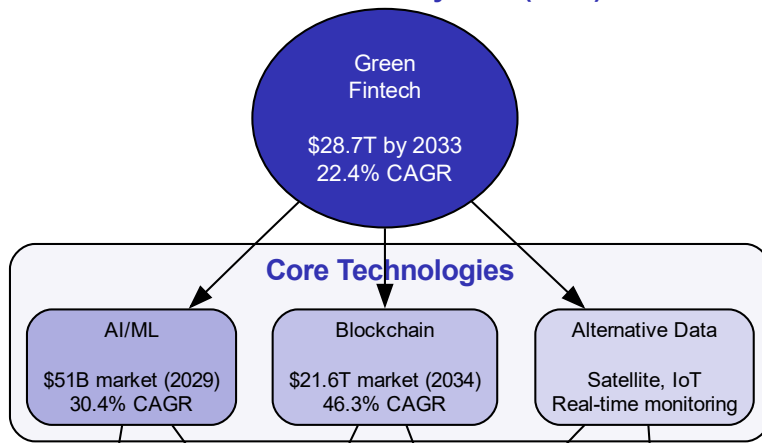 Green
Fintech
$28.7T by 2033
22.4% CAGR
Core Technologies
AI/ML
$51B market (2029)
30.4% CAGR
Blockchain
$21.6T market (2034)
46.3% CAGR
Alternative Data
Satellite, IoT
Real-time monitoring